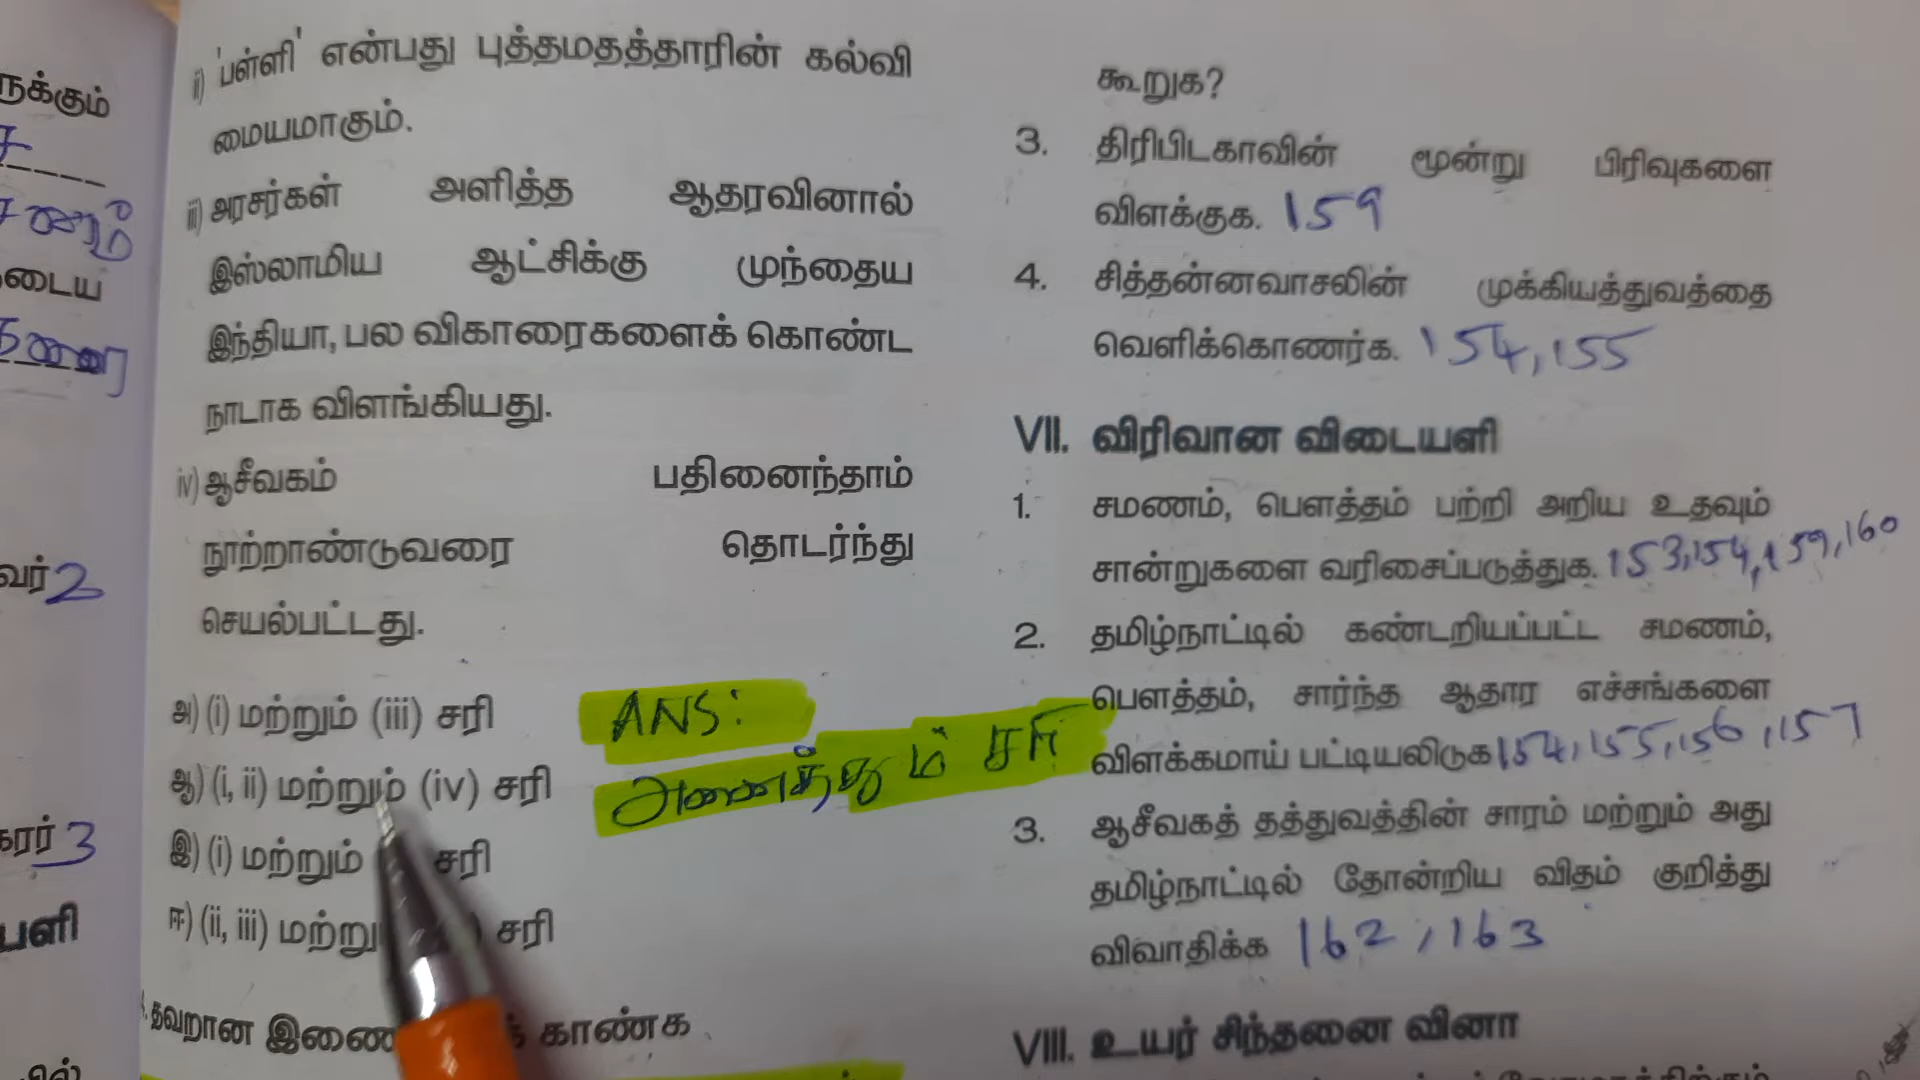 ருக்கும்
டைய
வர் 2
கரர் 3
பளி
ii) 'பள்ளி' என்பது புத்தமதத்தாரின் கல்வி
மையமாகும்.
iii) அரசர்கள் அளித்த ஆதரவினால்
இஸ்லாமிய ஆட்சிக்கு முந்தைய
இந்தியா, பல விகாரைகளைக் கொண்ட
நாடாக விளங்கியது.
iv) ஆசீவகம் பதினைந்தாம்
நூற்றாண்டுவரை தொடர்ந்து
செயல்பட்டது.
அ) (i) மற்றும் (iii) சரி
ஆ) (i, ii) மற்றும் (iv) சரி
இ) (i) மற்றும் சரி
ஈ) (ii, iii) மற்று சரி
ANS:
அனைத்தும் சரி
தவறான இணை காண்க
கூறுக?
3. திரிபிடகாவின் மூன்று பிரிவுகளை
விளக்குக. 159
4. சித்தன்னவாசலின் முக்கியத்துவத்தை
வெளிக்கொணர்க. 154, 155
VII. விரிவான விடையளி
1. சமணம், பௌத்தம் பற்றி அறிய உதவும்
சான்றுகளை வரிசைப்படுத்துக. 153, 154, 159, 160
2. தமிழ்நாட்டில் கண்டறியப்பட்ட சமணம்,
பௌத்தம், சார்ந்த ஆதார எச்சங்களை
விளக்கமாய் பட்டியலிடுக 154, 155, 156, 157
3. ஆசீவகத் தத்துவத்தின் சாரம் மற்றும் அது
தமிழ்நாட்டில் தோன்றிய விதம் குறித்து
விவாதிக்க 162, 163
VIII. உயர் சிந்தனை வினா